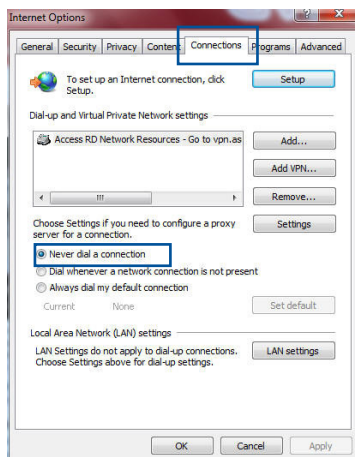 Internet Options
General Security Privacy Content Connections Programs Advanced
To set up an Internet connection, click
Setup.
Setup
Dial-up and Virtual Private Network settings
Access RD Network Resources - Go to vpn.as
Add...
Add VPN...
Remove...
Choose Settings if you need to configure a proxy
server for a connection.
Settings
Never dial a connection
Dial whenever a network connection is not present
Always dial my default connection
Current None
Set default
Local Area Network (LAN) settings
LAN Settings do not apply to dial-up connections.
Choose Settings above for dial-up settings.
LAN settings
OK Cancel Apply